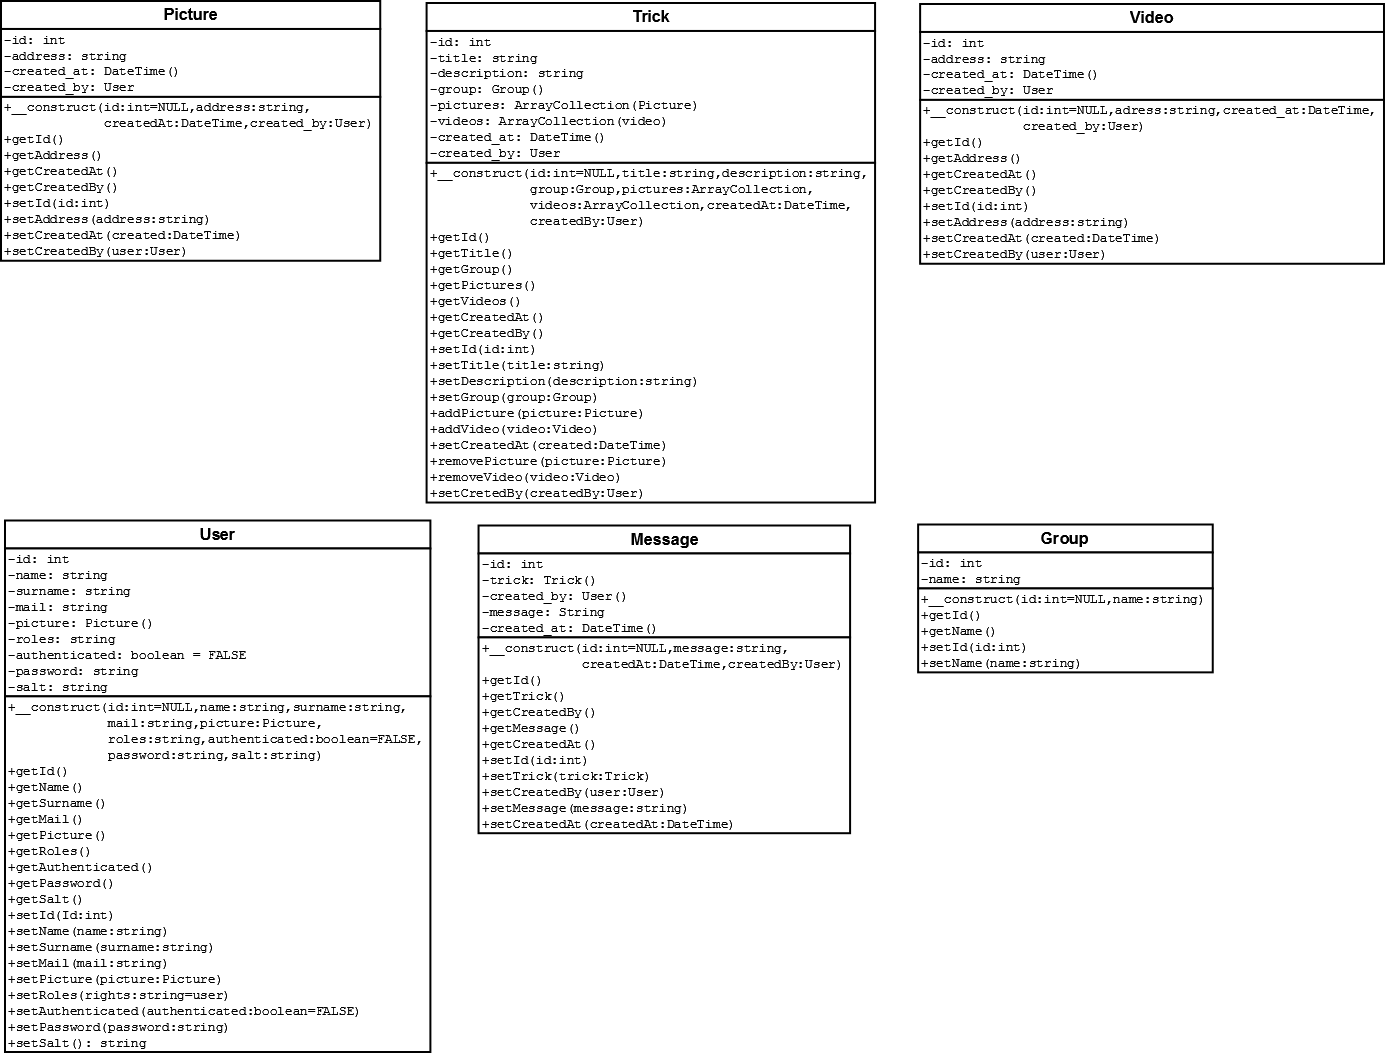 Picture
-id: int
-address: string
-created_at: DateTime()
-created_by: User
+__construct(id:int=NULL,address:string,
createdAt:DateTime,created_by:User)
+getId()
+getAddress()
+getCreatedAt()
+getCreatedBy()
+setId(id:int)
+setAddress(address:string)
+setCreatedAt(created:DateTime)
+setCreatedBy(user:User)
Trick
-id: int
-title: string
-description: string
-group: Group()
-pictures: ArrayCollection(Picture)
-videos: ArrayCollection(video)
-created_at: DateTime()
-created_by: User
+__construct(id:int=NULL,title:string,description:string,
group:Group,pictures:ArrayCollection,
videos:ArrayCollection,createdAt:DateTime,
createdBy:User)
+getId()
+getTitle()
+getGroup()
+getPictures()
+getVideos()
+getCreatedAt()
+getCreatedBy()
+setId(id:int)
+setTitle(title:string)
+setDescription(description:string)
+setGroup(group:Group)
+addPicture(picture:Picture)
+addVideo(video:Video)
+setCreatedAt(created:DateTime)
+removePicture(picture:Picture)
+removeVideo(video:Video)
+setCretedBy(createdBy:User)
Video
-id: int
-address: string
-created_at: DateTime()
-created_by: User
+__construct(id:int=NULL,adress:string,created_at:DateTime,
created_by:User)
+getId()
+getAddress()
+getCreatedAt()
+getCreatedBy()
+setId(id:int)
+setAddress(address:string)
+setCreatedAt(created:DateTime)
+setCreatedBy(user:User)
User
-id: int
-name: string
-surname: string
-mail: string
-picture: Picture()
-roles: string
-authenticated: boolean = FALSE
-password: string
-salt: string
+__construct(id:int=NULL,name:string,surname:string,
mail:string,picture:Picture,
roles:string,authenticated:boolean=FALSE,
password:string,salt:string)
+getId()
+getName()
+getSurname()
+getMail()
+getPicture()
+getRoles()
+getAuthenticated()
+getPassword()
+getSalt()
+setId(Id:int)
+setName(name:string)
+setSurname(surname:string)
+setMail(mail:string)
+setPicture(picture:Picture)
+setRoles(rights:string=user)
+setAuthenticated(authenticated:boolean=FALSE)
+setPassword(password:string)
+setSalt(): string
Message
-id: int
-trick: Trick()
-created_by: User()
-message: String
-created_at: DateTime()
+__construct(id:int=NULL,message:string,
createdAt:DateTime,createdBy:User)
+getId()
+getTrick()
+getCreatedBy()
+getMessage()
+getCreatedAt()
+setId(id:int)
+setTrick(trick:Trick)
+setCreatedBy(user:User)
+setMessage(message:string)
+setCreatedAt(createdAt:DateTime)
Group
-id: int
-name: string
+__construct(id:int=NULL,name:string)
+getId()
+getName()
+setId(id:int)
+setName(name:string)